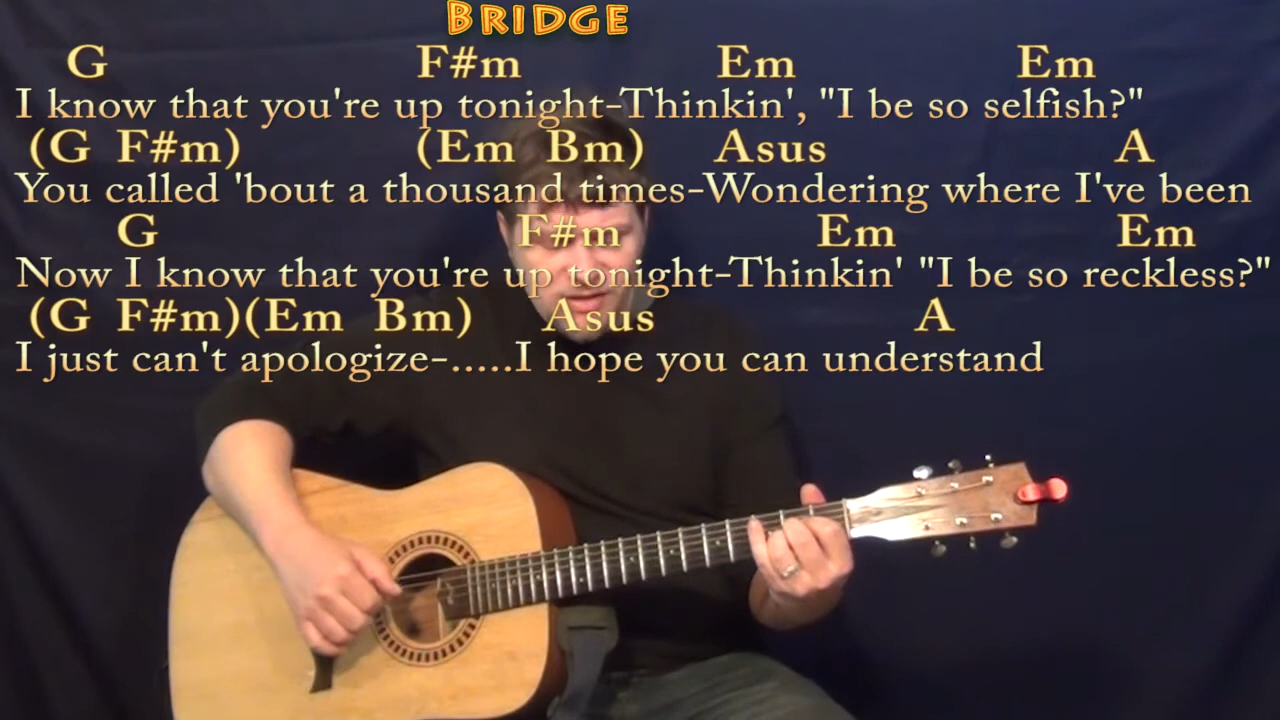 BRIDGE
G F#m Em Em
I know that you're up tonight-Thinkin', "I be so selfish?"
(G F#m) (Em Bm) Asus A
You called 'bout a thousand times-Wondering where I've been
G F#m Em Em
Now I know that you're up tonight-Thinkin' "I be so reckless?"
(G F#m)(Em Bm) Asus A
I just can't apologize-.....I hope you can understand